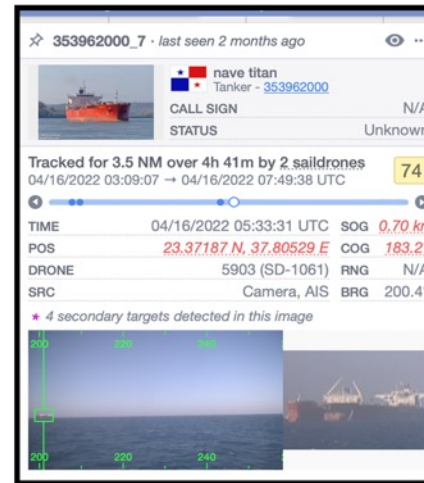 353962000_7 · last seen 2 months ago
nave titan
Tanker - 353962000
CALL SIGN N/A
STATUS Unknown
Tracked for 3.5 NM over 4h 41m by 2 saildrones
74
04/16/2022 03:09:07 → 04/16/2022 07:49:38 UTC
TIME 04/16/2022 05:33:31 UTC SOG 0.70
POS 23.37187 N, 37.80529 E COG 183.2
DRONE 5903 (SD-1061) RNG N/A
SRC Camera, AIS BRG 200.4
* 4 secondary targets detected in this image
200 220 240
200 220 240